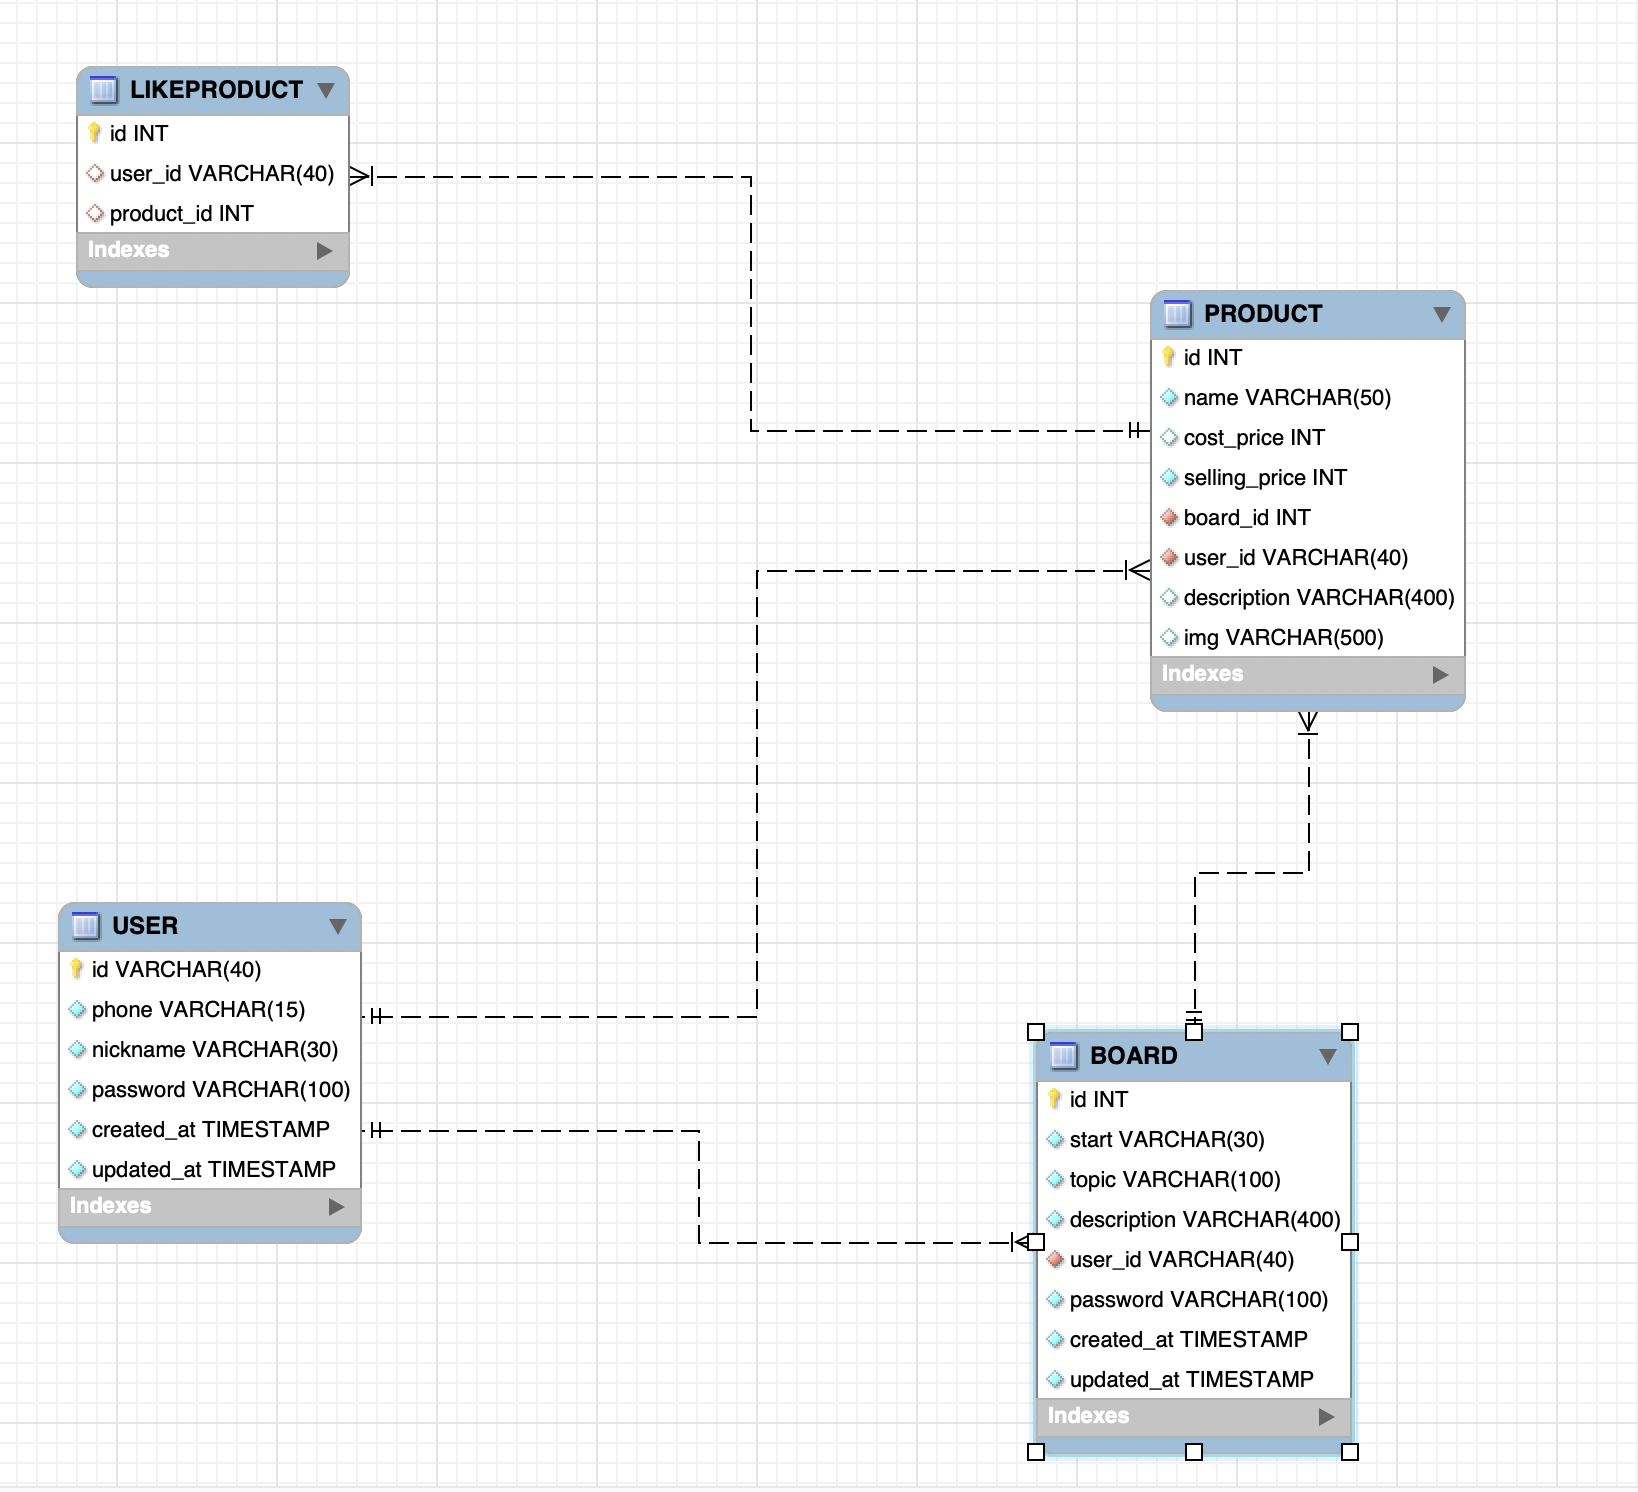 LIKEPRODUCT
id INT
user_id VARCHAR(40)
product_id INT
Indexes
PRODUCT
id INT
name VARCHAR(50)
cost_price INT
selling_price INT
board_id INT
user_id VARCHAR(40)
description VARCHAR(400)
img VARCHAR(500)
Indexes
USER
id VARCHAR(40)
phone VARCHAR(15)
nickname VARCHAR(30)
password VARCHAR(100)
created_at TIMESTAMP
updated_at TIMESTAMP
Indexes
BOARD
id INT
start VARCHAR(30)
topic VARCHAR(100)
description VARCHAR(400)
user_id VARCHAR(40)
password VARCHAR(100)
created_at TIMESTAMP
updated_at TIMESTAMP
Indexes